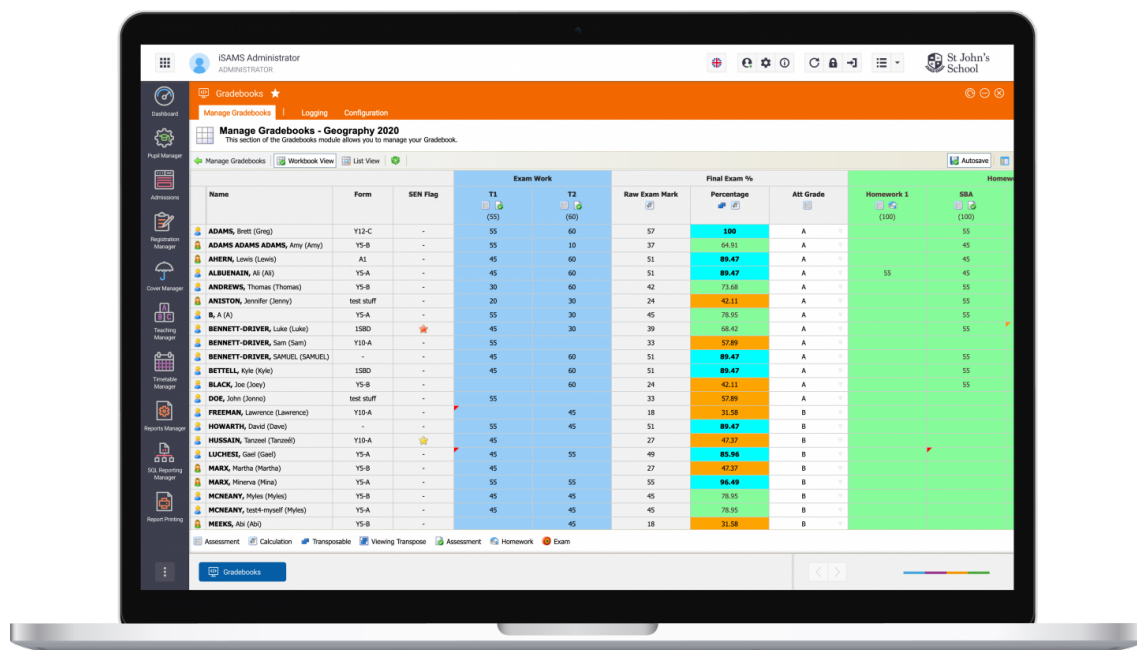 iSAMS Administrator
ADMINISTRATOR
St John's
School
Dashboard
Pupil Manager
Admissions
Registration
Manager
Cover Manager
Teaching
Manager
Timetable
Manager
Reports Manager
SQL Reporting
Manager
Report Printing
Gradebooks
Manage Gradebooks | Logging Configuration
Manage Gradebooks - Geography 2020
This section of the Gradebooks module allows you to manage your Gradebook.
Manage Gradebooks Workbook View List View Autosave
Exam Work Final Exam % Homew
Name Form SEN Flag T1 T2 Raw Exam Mark Percentage Att Grade Homework 1 SBA
(55) (60) (100) (100)
ADAMS, Brett (Greg) Y12-C - 55 60 57 100 A 55
ADAMS ADAMS ADAMS, Amy (Amy) Y5-B - 55 10 37 64.91 A 45
AHERN, Lewis (Lewis) A1 - 45 60 51 89.47 A 45
ALBUENAIN, Ali (Ali) Y5-A - 45 60 51 89.47 A 55 45
ANDREWS, Thomas (Thomas) Y5-B - 30 60 42 73.68 A 55
ANISTON, Jennifer (Jenny) test stuff - 20 30 24 42.11 A 55
B, A (A) Y5-A - 55 30 45 78.95 A 55
BENNETT-DRIVER, Luke (Luke) 1SBD 45 30 39 68.42 A 55
BENNETT-DRIVER, Sam (Sam) Y10-A - 55 33 57.89 A
BENNETT-DRIVER, SAMUEL (SAMUEL) - - 45 60 51 89.47 A 55
BETTELL, Kyle (Kyle) 1SBD - 45 60 51 89.47 A 55
BLACK, Joe (Joey) Y5-B - 60 24 42.11 A 55
DOE, John (Jonno) test stuff - 55 33 57.89 A
FREEMAN, Lawrence (Lawrence) Y10-A - 45 18 31.58 B
HOWARTH, David (Dave) - - 55 45 51 89.47 B
HUSSAIN, Tanzeel (Tanzeél) Y10-A 45 27 47.37 B
LUCHESI, Gael (Gael) Y5-A - 45 55 49 85.96 B
MARX, Martha (Martha) Y5-B - 45 27 47.37 B
MARX, Minerva (Mina) Y5-A - 55 55 55 96.49 B
MCNEANY, Myles (Myles) Y5-B - 45 45 45 78.95 B
MCNEANY, test4-myself (Myles) Y5-A - 45 45 45 78.95 B
MEEKS, Abi (Abi) Y5-B - 45 18 31.58 B
Assessment Calculation Transposable Viewing Transpose Assessment Homework Exam
Gradebooks